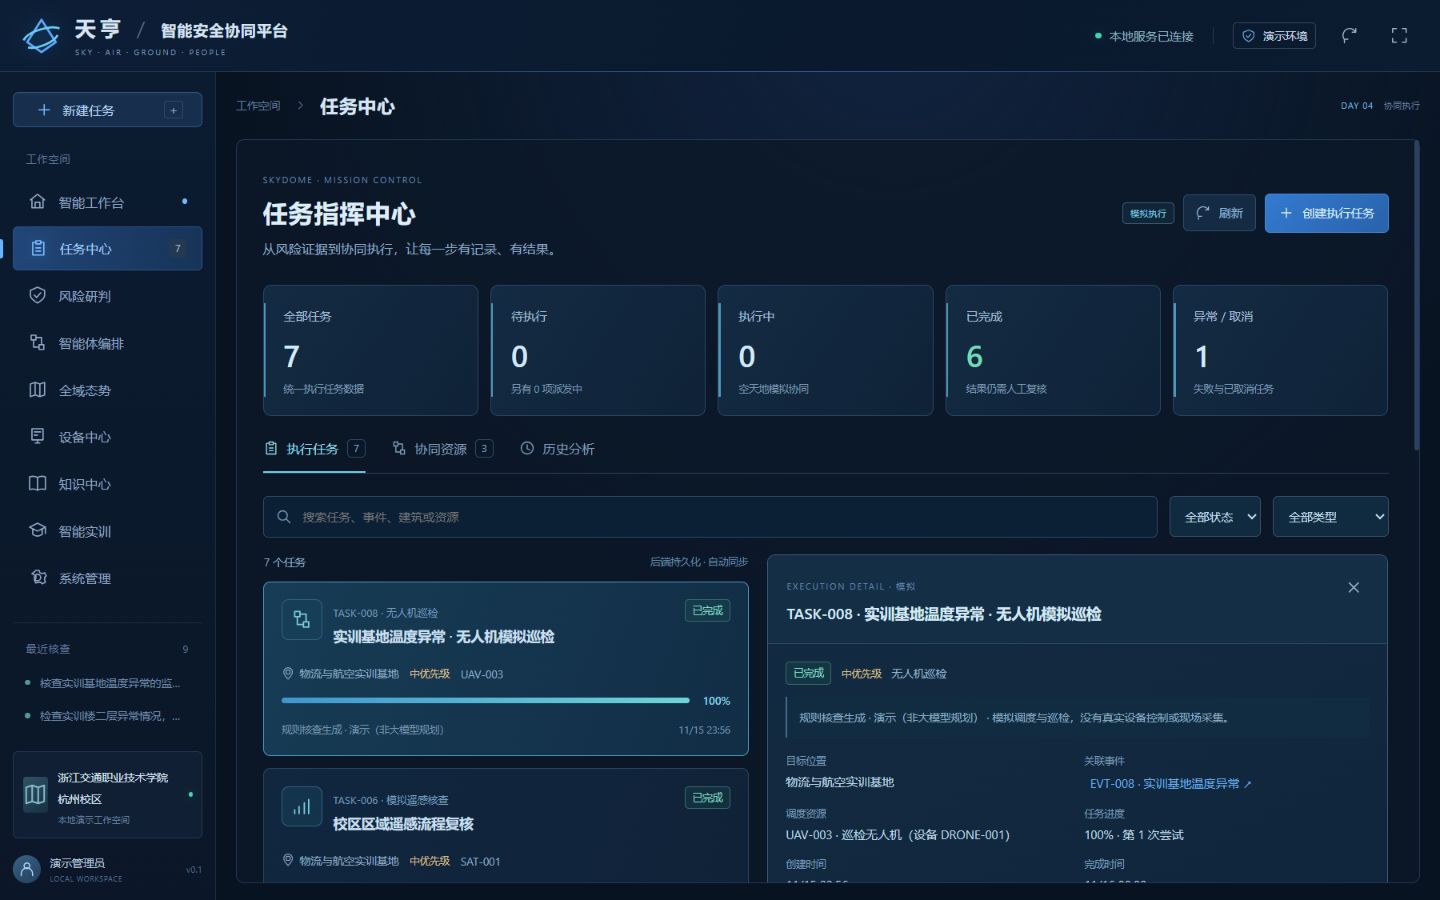 天亨 / 智能安全协同平台
SKY · AIR · GROUND · PEOPLE
本地服务已连接
演示环境
新建任务
+
工作空间
智能工作台
任务中心 7
风险研判
智能体编排
全域态势
设备中心
知识中心
智能实训
系统管理
最近核查 9
核查实训基地温度异常的监...
检查实训楼二层异常情况，...
浙江交通职业技术学院
杭州校区
本地演示工作空间
演示管理员
LOCAL WORKSPACE
v0.1
工作空间 > 任务中心
DAY 04 协同执行
SKYDOME · MISSION CONTROL
任务指挥中心
从风险证据到协同执行，让每一步有记录、有结果。
模拟执行
刷新
+ 创建执行任务
全部任务
7
统一执行任务数据
待执行
0
另有 0 项派发中
执行中
0
空天地模拟协同
已完成
6
结果仍需人工复核
异常 / 取消
1
失败与已取消任务
执行任务 7
协同资源 3
历史分析
搜索任务、事件、建筑或资源
全部状态
全部类型
7 个任务
后端持久化 · 自动同步
TASK-008 · 无人机巡检
已完成
实训基地温度异常 · 无人机模拟巡检
物流与航空实训基地 中优先级 UAV-003
100%
规则核查生成 · 演示（非大模型规划）
11/15 23:56
TASK-006 · 模拟遥感核查
已完成
校区区域遥感流程复核
物流与航空实训基地 中优先级 SAT-001
EXECUTION DETAIL · 模拟
TASK-008 · 实训基地温度异常 · 无人机模拟巡检
已完成 中优先级 无人机巡检
规则核查生成 · 演示（非大模型规划） · 模拟调度与巡检，没有真实设备控制或现场采集。
目标位置
物流与航空实训基地
关联事件
EVT-008 · 实训基地温度异常 ↗
调度资源
UAV-003 · 巡检无人机（设备 DRONE-001）
任务进度
100% · 第 1 次尝试
创建时间
完成时间